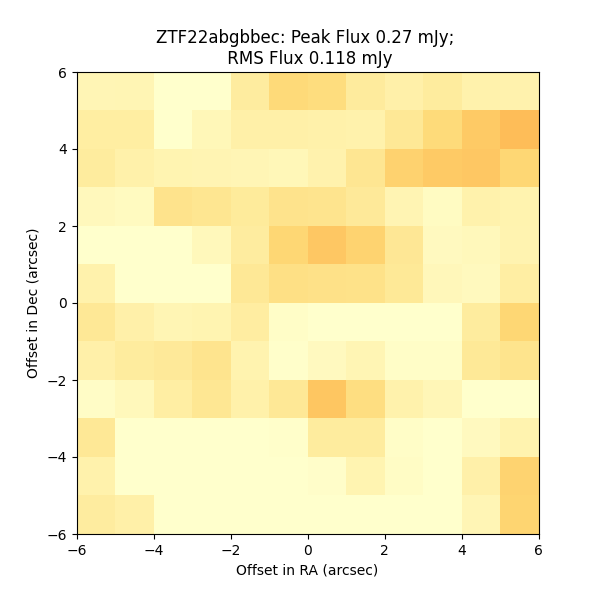 ZTF22abgbbec: Peak Flux 0.27 mJy;
RMS Flux 0.118 mJy
6
4
2
0
−2
−4
−6
Offset in Dec (arcsec)
−6 −4 −2 0 2 4 6
Offset in RA (arcsec)